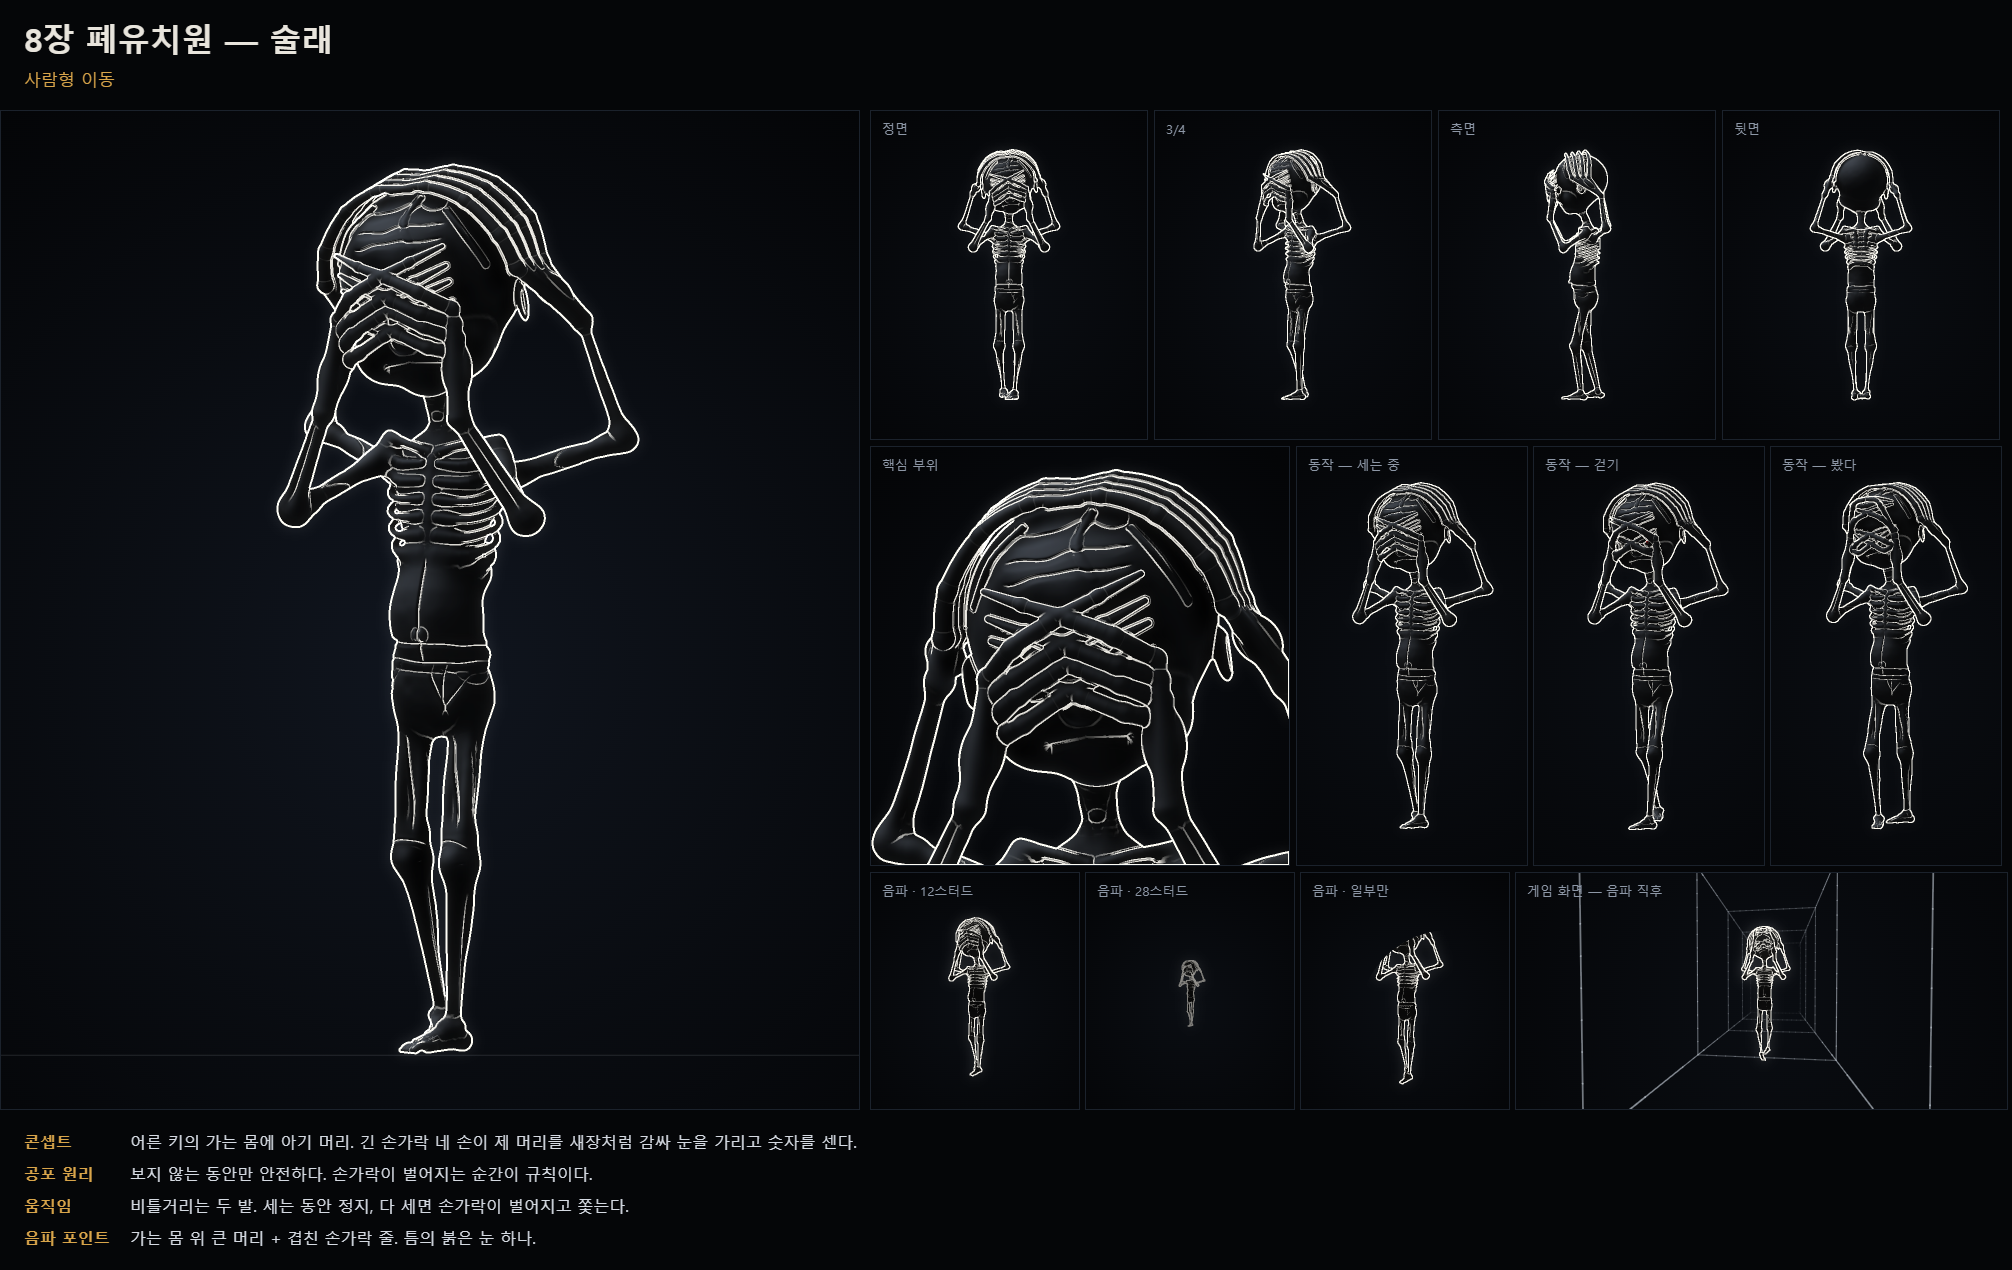 8장 폐유치원 — 술래
사람형 이동
정면
3/4
측면
뒷면
핵심 부위
동작 — 세는 중
동작 — 걷기
동작 — 봤다
음파 · 12스터드
음파 · 28스터드
음파 · 일부만
게임 화면 — 음파 직후
콘셉트 어른 키의 가는 몸에 아기 머리. 긴 손가락 네 손이 제 머리를 새장처럼 감싸 눈을 가리고 숫자를 센다.
공포 원리 보지 않는 동안만 안전하다. 손가락이 벌어지는 순간이 규칙이다.
움직임 비틀거리는 두 발. 세는 동안 정지, 다 세면 손가락이 벌어지고 쫓는다.
음파 포인트 가는 몸 위 큰 머리 + 겹친 손가락 줄. 틈의 붉은 눈 하나.